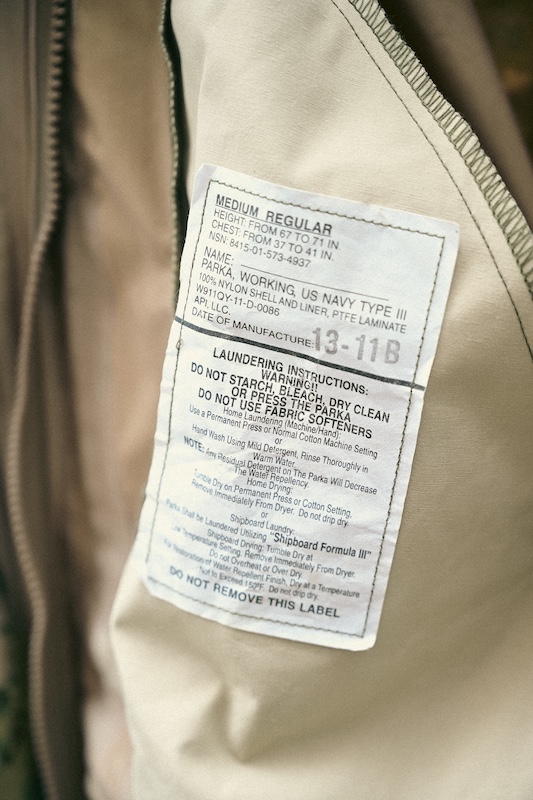 MEDIUM REGULAR
HEIGHT: FROM 67 TO 71 IN.
CHEST: FROM 37 TO 41 IN.
NSN: 8415-01-573-4937
NAME:
PARKA, WORKING, US NAVY TYPE III
100% NYLON SHELL AND LINER, PTFE LAMINATE
W911QY-11-D-0086
API, LLC.
DATE OF MANUFACTURE: 13-11B
LAUNDERING INSTRUCTIONS:
WARNING!!
DO NOT STARCH, BLEACH, DRY CLEAN
OR PRESS THE PARKA
DO NOT USE FABRIC SOFTENERS
Home Laundering (Machine/Hand):
Use a Permanent Press or Normal Cotton Machine Setting
or
Hand Wash Using Mild Detergent, Rinse Thoroughly in
Warm Water.
NOTE: Any Residual Detergent on The Parka Will Decrease
The Water Repellency.
Home Drying:
Tumble Dry on Permanent Press or Cotton Setting,
Remove Immediately From Dryer. Do not drip dry.
or
Shipboard Laundry:
Parka Shall be Laundered Utilizing "Shipboard Formula III"
Shipboard Drying: Tumble Dry at
Low Temperature Setting. Remove Immediately From Dryer.
Do not Overheat or Over Dry.
For Restoration of Water Repellent Finish, Dry at a Temperature
Not to Exceed 150ºF. Do not drip dry.
DO NOT REMOVE THIS LABEL